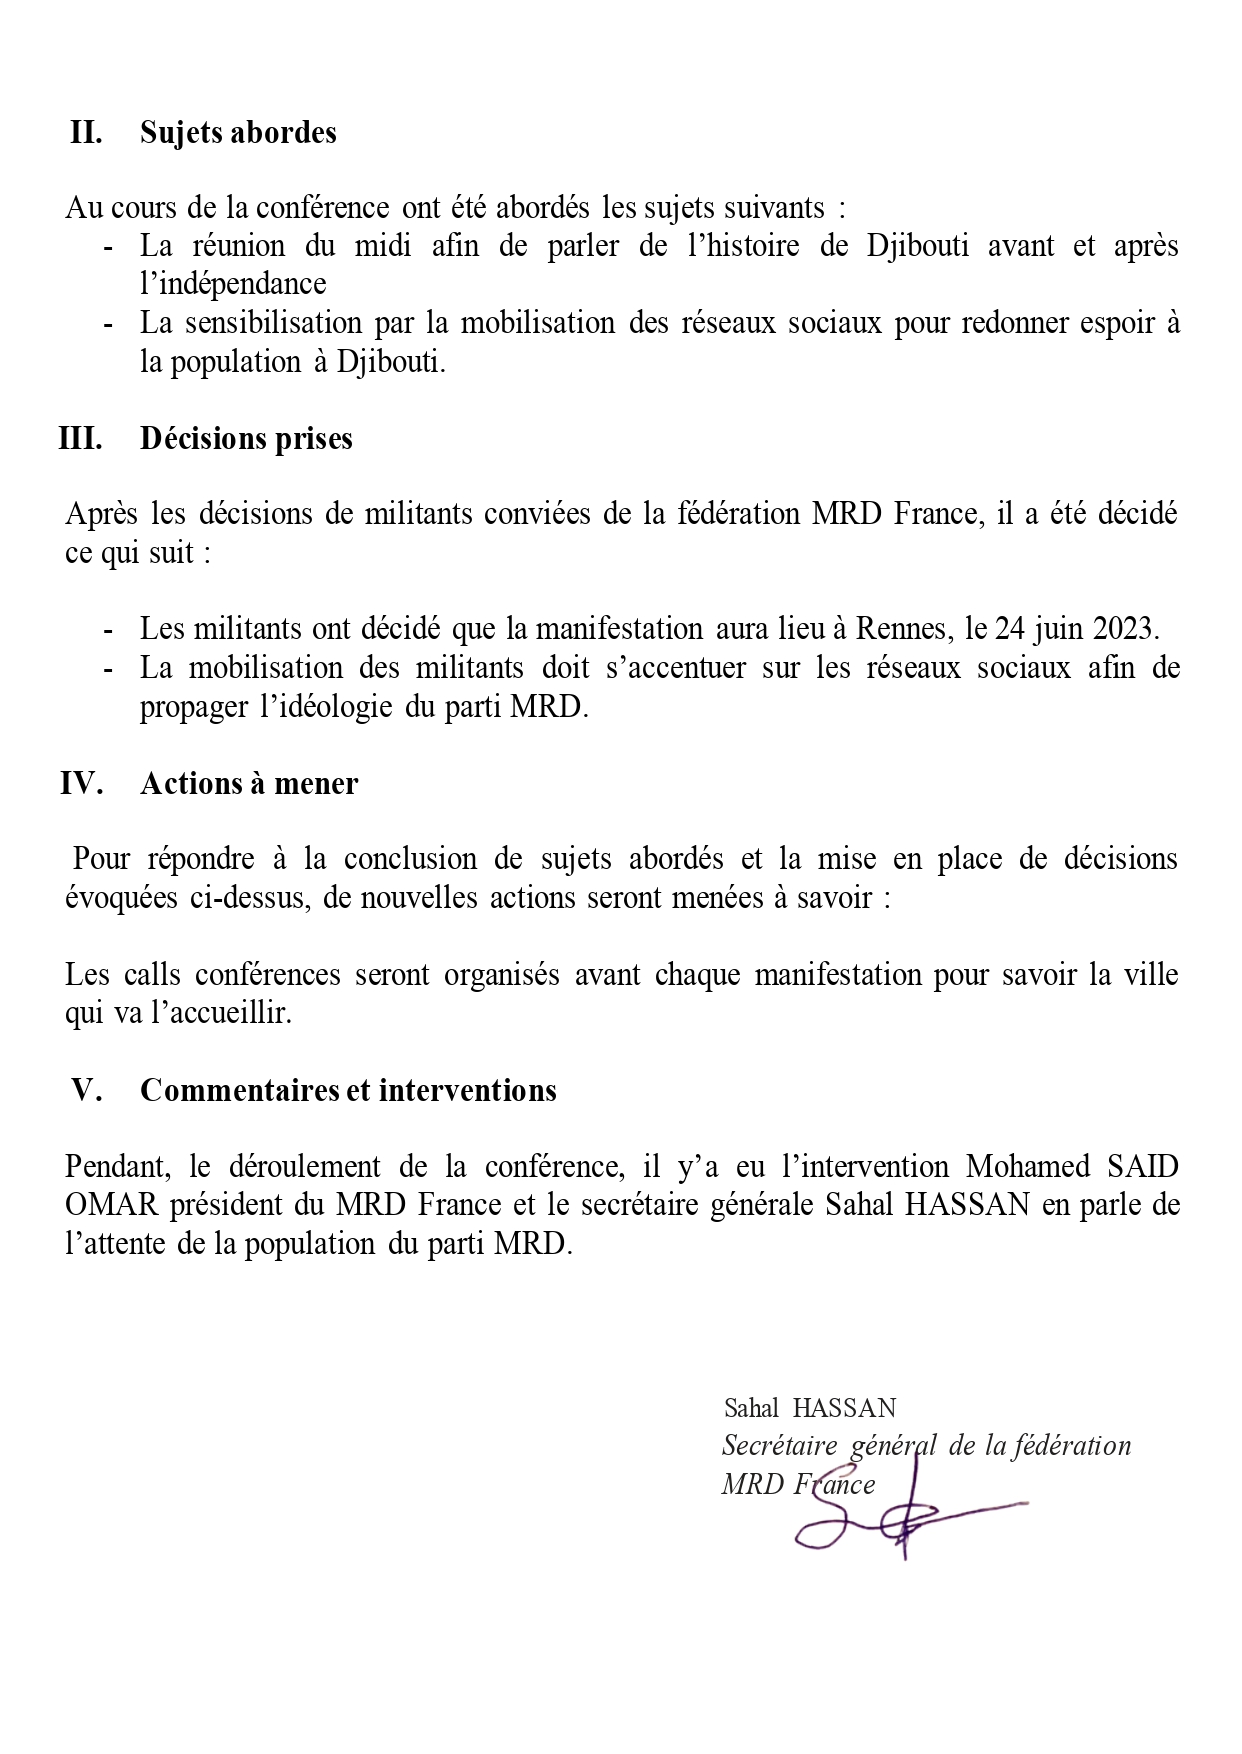 II. Sujets abordes
Au cours de la conférence ont été abordés les sujets suivants :
- La réunion du midi afin de parler de l’histoire de Djibouti avant et après
l’indépendance
- La sensibilisation par la mobilisation des réseaux sociaux pour redonner espoir à
la population à Djibouti.
III. Décisions prises
Après les décisions de militants conviées de la fédération MRD France, il a été décidé
ce qui suit :
- Les militants ont décidé que la manifestation aura lieu à Rennes, le 24 juin 2023.
- La mobilisation des militants doit s’accentuer sur les réseaux sociaux afin de
propager l’idéologie du parti MRD.
IV. Actions à mener
Pour répondre à la conclusion de sujets abordés et la mise en place de décisions
évoquées ci-dessus, de nouvelles actions seront menées à savoir :
Les calls conférences seront organisés avant chaque manifestation pour savoir la ville
qui va l’accueillir.
V. Commentaires et interventions
Pendant, le déroulement de la conférence, il y’a eu l’intervention Mohamed SAID
OMAR président du MRD France et le secrétaire générale Sahal HASSAN en parle de
l’attente de la population du parti MRD.
Sahal HASSAN
Secrétaire général de la fédération
MRD France